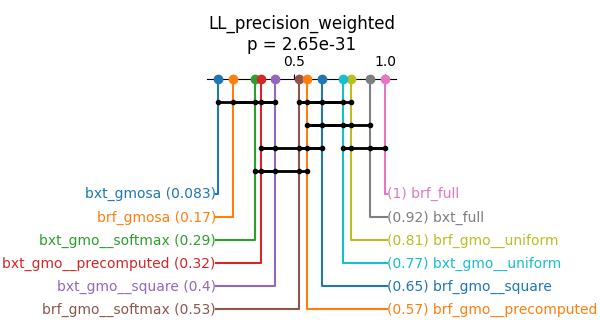 LL_precision_weighted
p = 2.65e-31
0.5 1.0
bxt_gmosa (0.083) (1) brf_full
brf_gmosa (0.17) (0.92) bxt_full
bxt_gmo__softmax (0.29) (0.81) brf_gmo__uniform
bxt_gmo__precomputed (0.32) (0.77) bxt_gmo__uniform
bxt_gmo__square (0.4) (0.65) brf_gmo__square
brf_gmo__softmax (0.53) (0.57) brf_gmo__precomputed